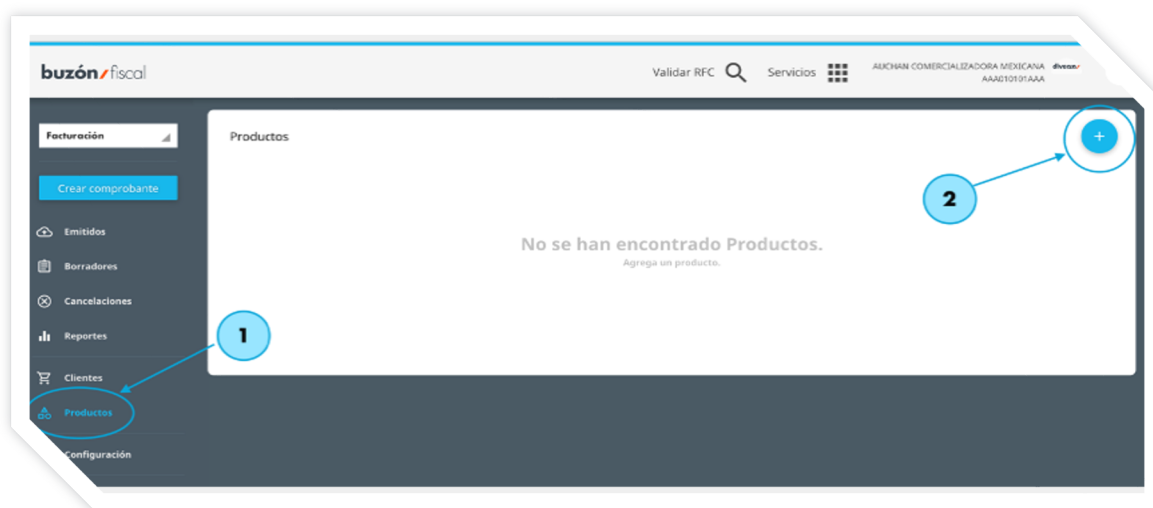 buzón/fiscal
Validar RFC
Servicios
AUCHAN COMERCIALIZADORA MEXICANA
AAA010101AAA
diverza/
Facturación
Productos
+
Crear comprobante
2
Emitidos
No se han encontrado Productos.
Agrega un producto.
Borradores
Cancelaciones
Reportes
1
Clientes
Productos
Configuración